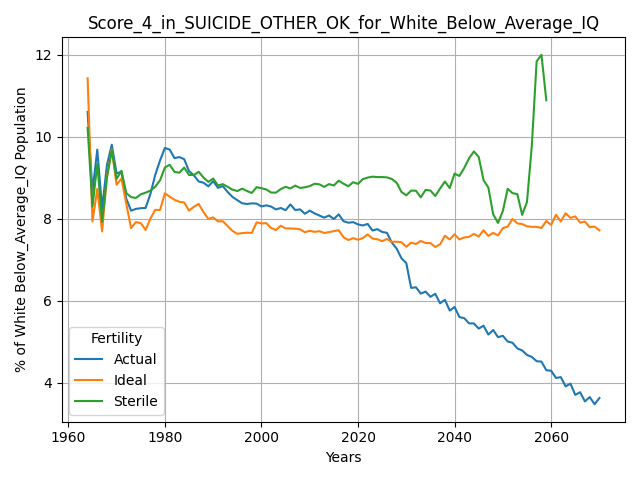 Score_4_in_SUICIDE_OTHER_OK_for_White_Below_Average_IQ
% of White Below_Average_IQ Population
12
10
8
6
4
Fertility
Actual
Ideal
Sterile
1960 1980 2000 2020 2040 2060
Years